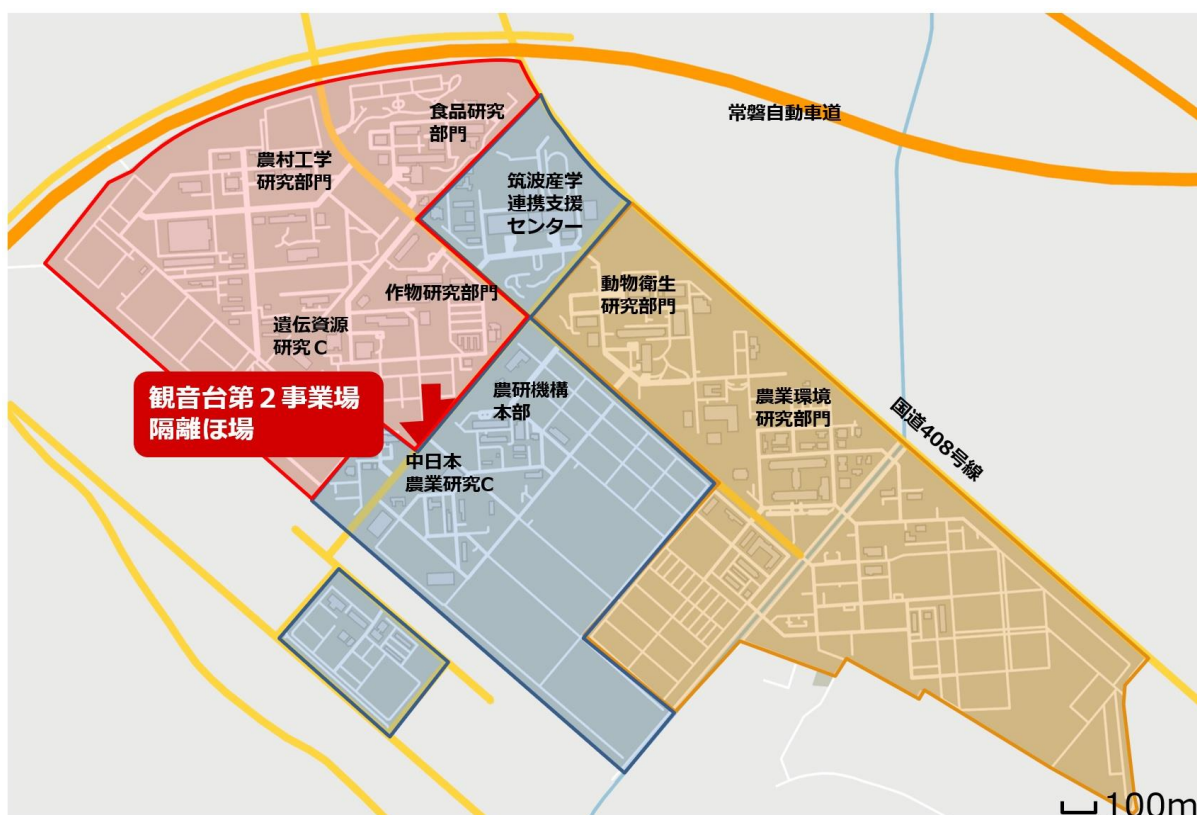 常磐自動車道
食品研究
部門
農村工学
研究部門
筑波産学
連携支援
センター
作物研究部門
動物衛生
研究部門
遺伝資源
研究C
観音台第２事業場
隔離ほ場
農研機構
本部
農業環境
研究部門
国道408号線
中日本
農業研究C
100m